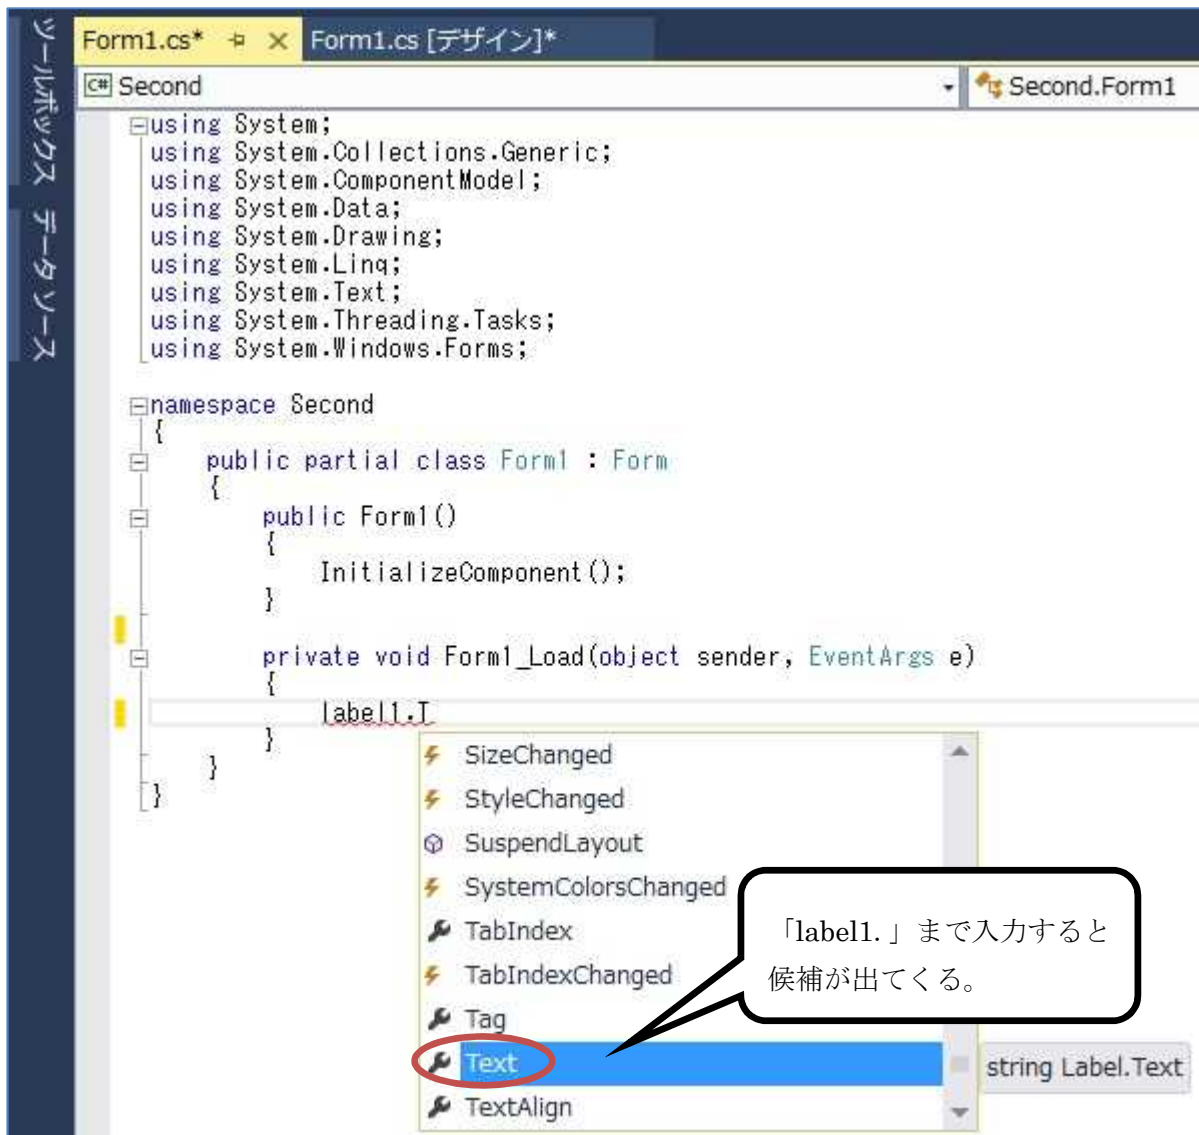 ツールボックス データ ソース
Form1.cs* Form1.cs [デザイン]*
C# Second Second.Form1
using System;
using System.Collections.Generic;
using System.ComponentModel;
using System.Data;
using System.Drawing;
using System.Linq;
using System.Text;
using System.Threading.Tasks;
using System.Windows.Forms;
namespace Second
{
public partial class Form1 : Form
{
public Form1()
{
InitializeComponent();
}
private void Form1_Load(object sender, EventArgs e)
{
label1.T
}
}
}
SizeChanged
StyleChanged
SuspendLayout
SystemColorsChanged
TabIndex
TabIndexChanged
Tag
Text
TextAlign
「label1.」まで入力すると
候補が出てくる。
string Label.Text